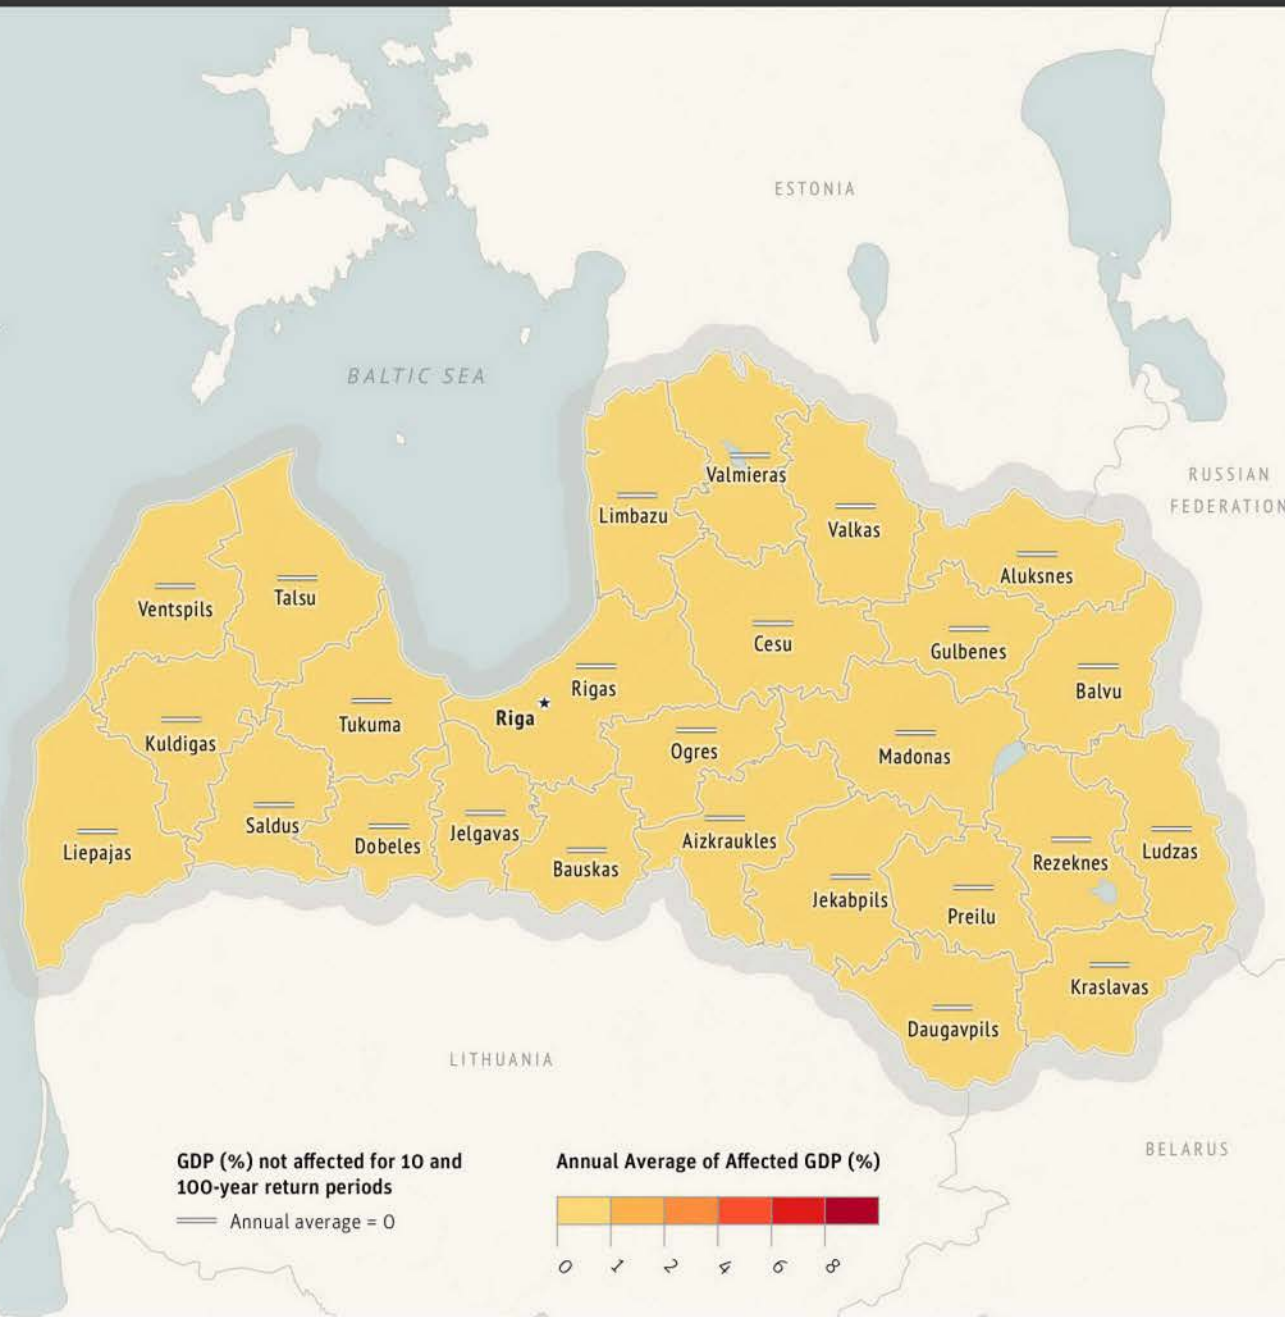 ESTONIA
BALTIC SEA
RUSSIAN
FEDERATION
Valmieras
Limbazu
Valkas
Aluksnes
Ventspils
Talsu
Cesu
Gulbenes
Rigas
Balvu
Riga
Tukuma
Kuldigas
Ogres
Madonas
Saldus
Jelgavas
Dobeles
Aizkraukles
Liepajas
Bauskas
Rezeknes
Ludzas
Jekabpils
Preilu
Kraslavas
Daugavpils
LITHUANIA
BELARUS
GDP (%) not affected for 10 and
100-year return periods
Annual average = 0
Annual Average of Affected GDP (%)
0 1 2 4 6 8